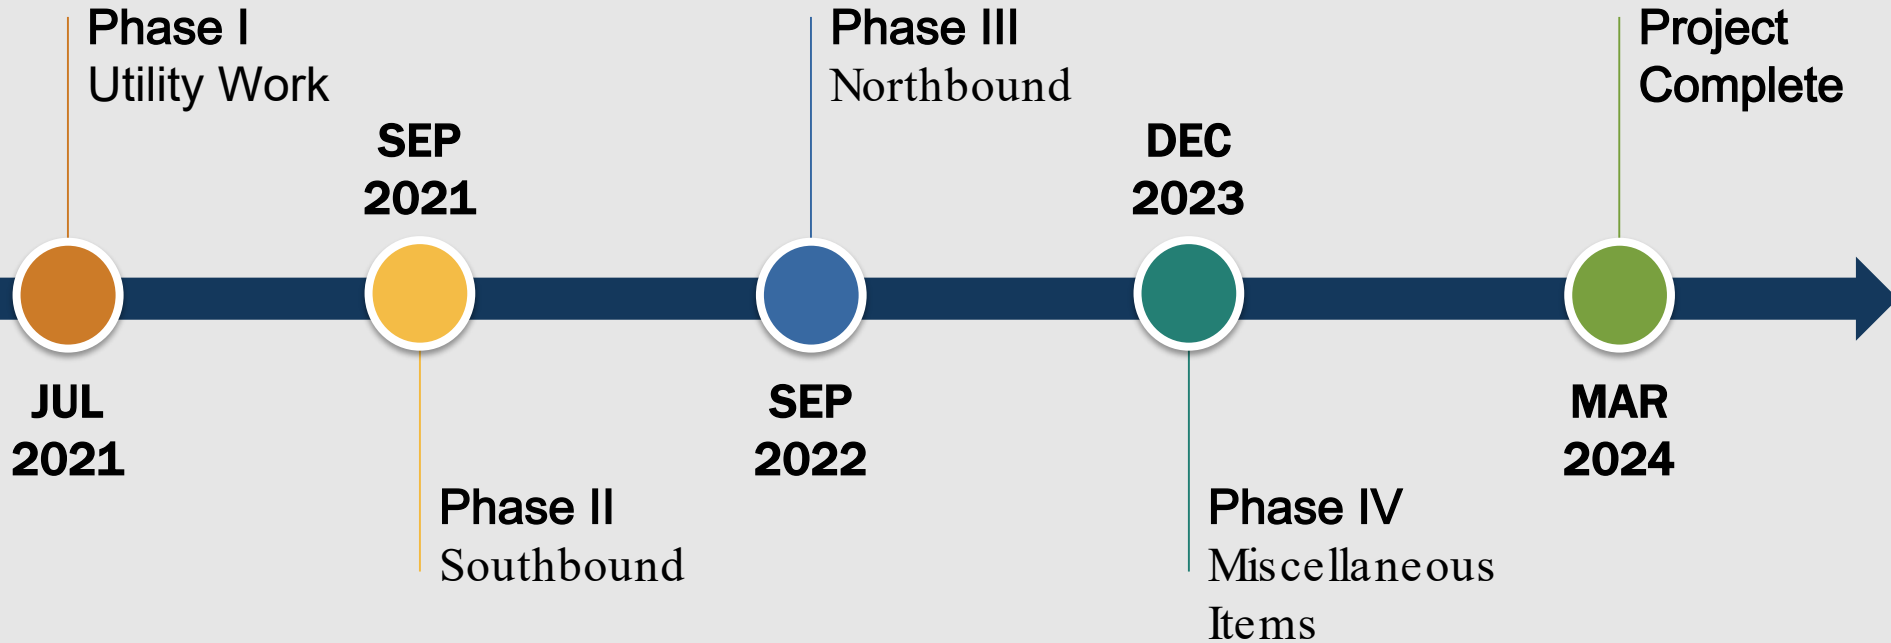 Phase I
Utility Work
JUL
2021
SEP
2021
Phase II
Southbound
Phase III
Northbound
SEP
2022
DEC
2023
Phase IV
Miscellaneous
Items
Project
Complete
MAR
2024